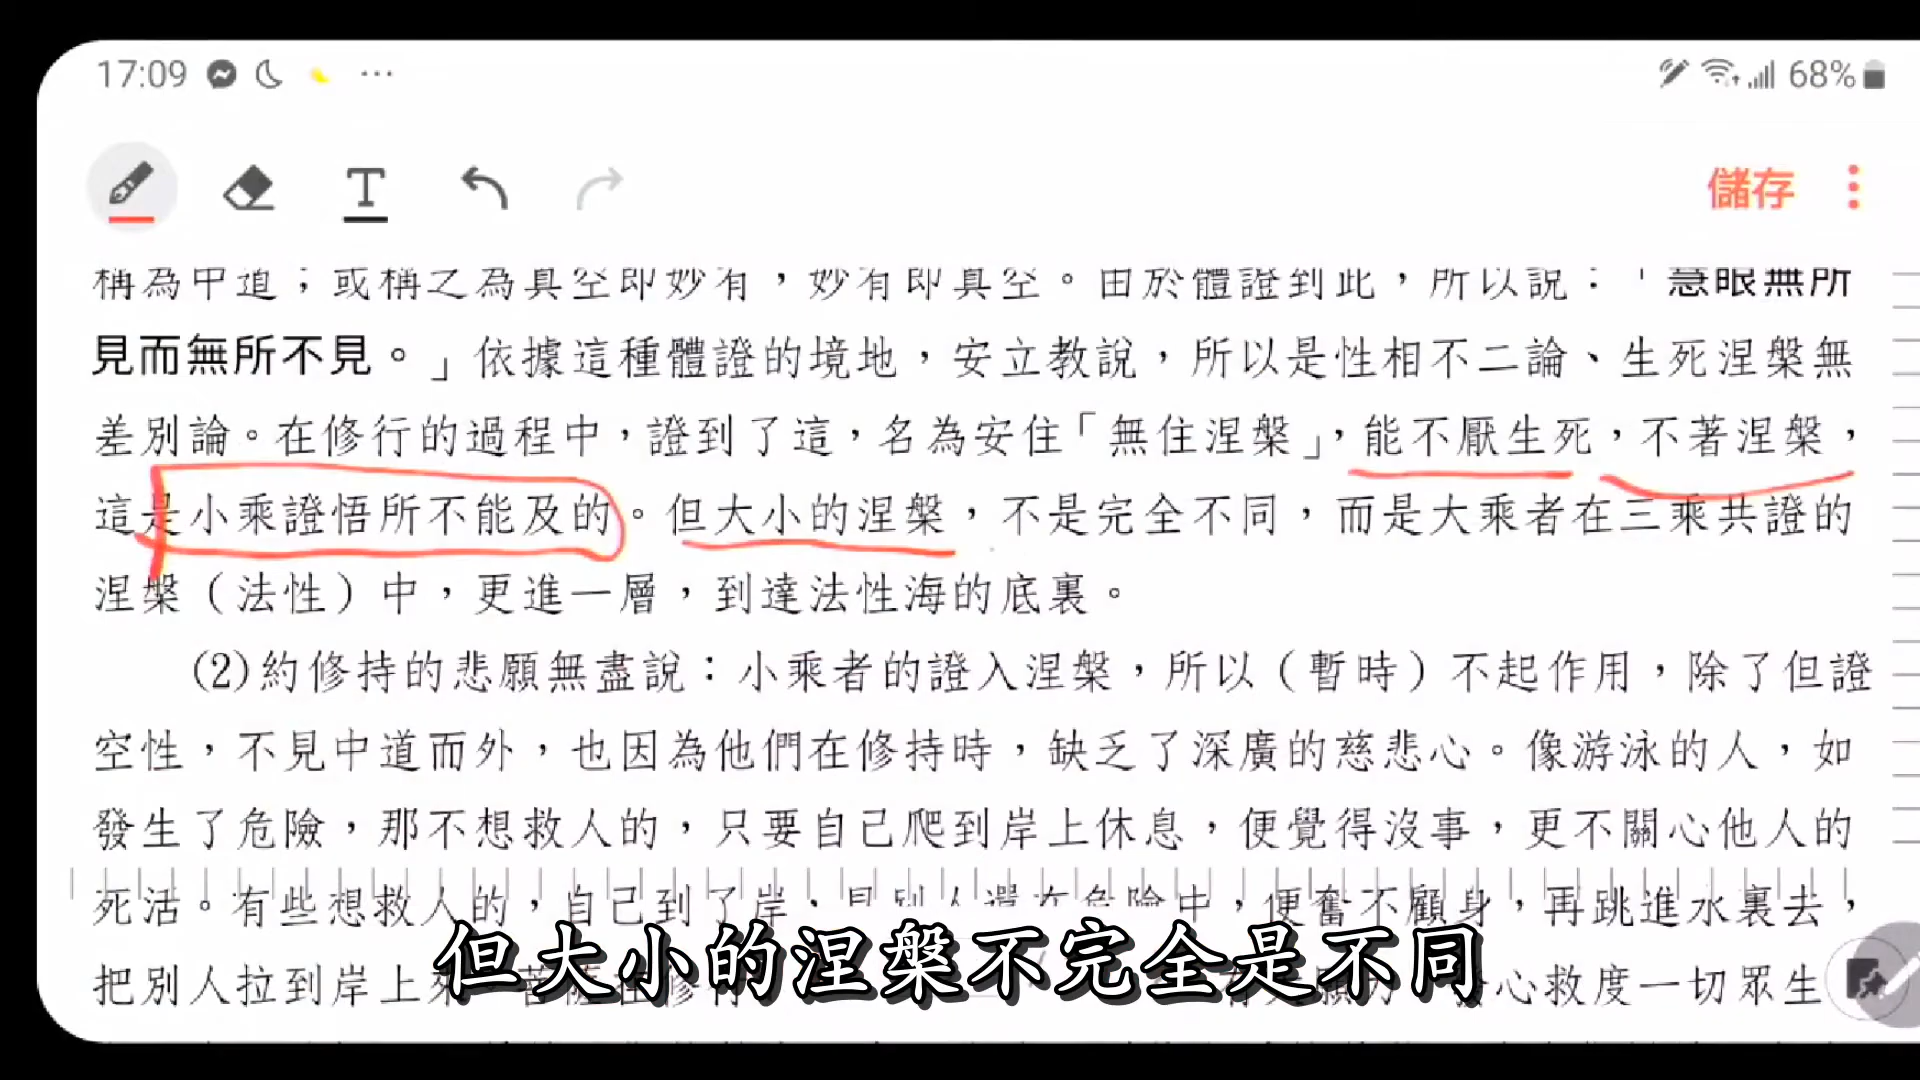 17:09
68%
儲存
稱為中道；或稱之為真空即妙有，妙有即真空。由於體證到此，所以說：「慧眼無所
見而無所不見。」依據這種體證的境地，安立教說，所以是性相不二論、生死涅槃無
差別論。在修行的過程中，證到了這，名為安住「無住涅槃」，能不厭生死，不著涅槃，
這是小乘證悟所不能及的。但大小的涅槃，不是完全不同，而是大乘者在三乘共證的
涅槃（法性）中，更進一層，到達法性海的底裏。
(2)約修持的悲願無盡說：小乘者的證入涅槃，所以（暫時）不起作用，除了但證
空性，不見中道而外，也因為他們在修持時，缺乏了深廣的慈悲心。像游泳的人，如
發生了危險，那不想救人的，只要自己爬到岸上休息，便覺得沒事，更不關心他人的
死活。有些想救人的，自己到了岸，見別人還在危險中，便奮不顧身，再跳進水裏去，
把別人拉到岸上來 心救度一切眾生
但大小的涅槃不完全是不同